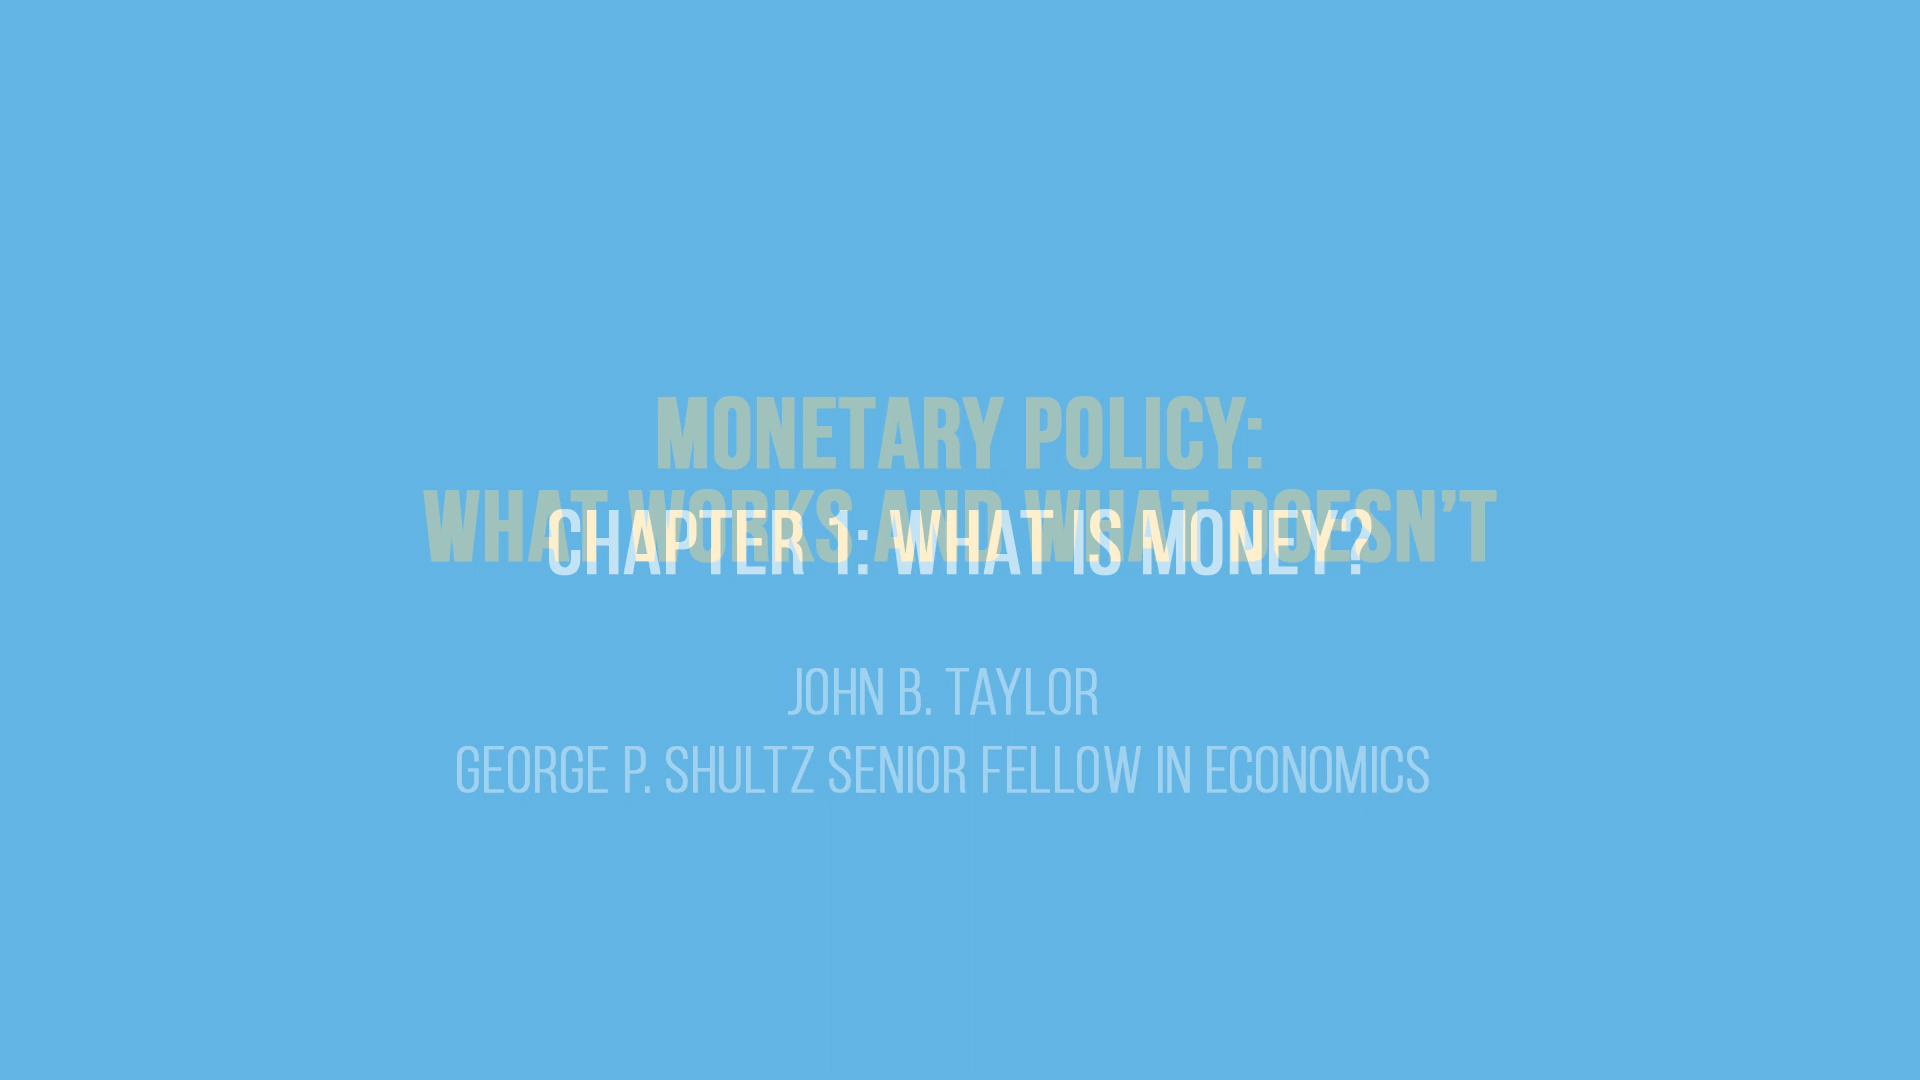 MONETARY POLICY:
WHAT WORKS AND WHAT DOESN’T
CHAPTER 1: WHAT IS MONEY?
JOHN B. TAYLOR
GEORGE P. SHULTZ SENIOR FELLOW IN ECONOMICS